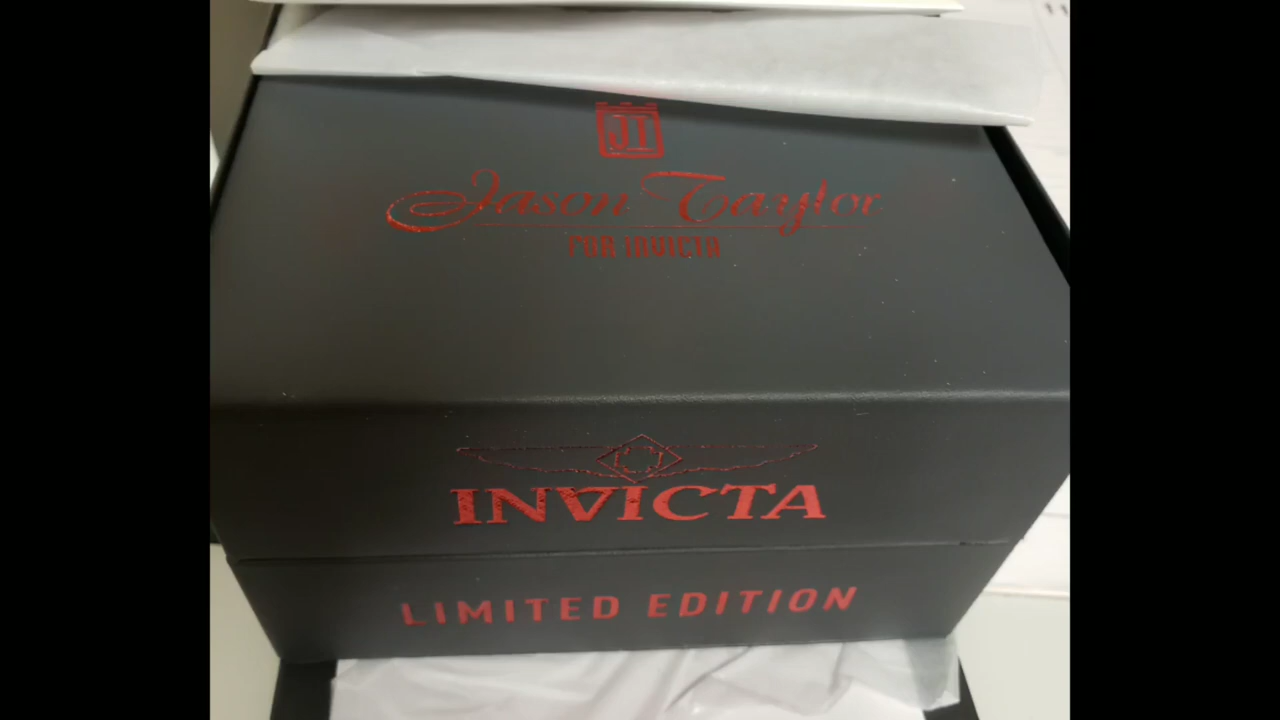 JT
Jason Taylor
FOR INVICTA
INVICTA
LIMITED EDITION